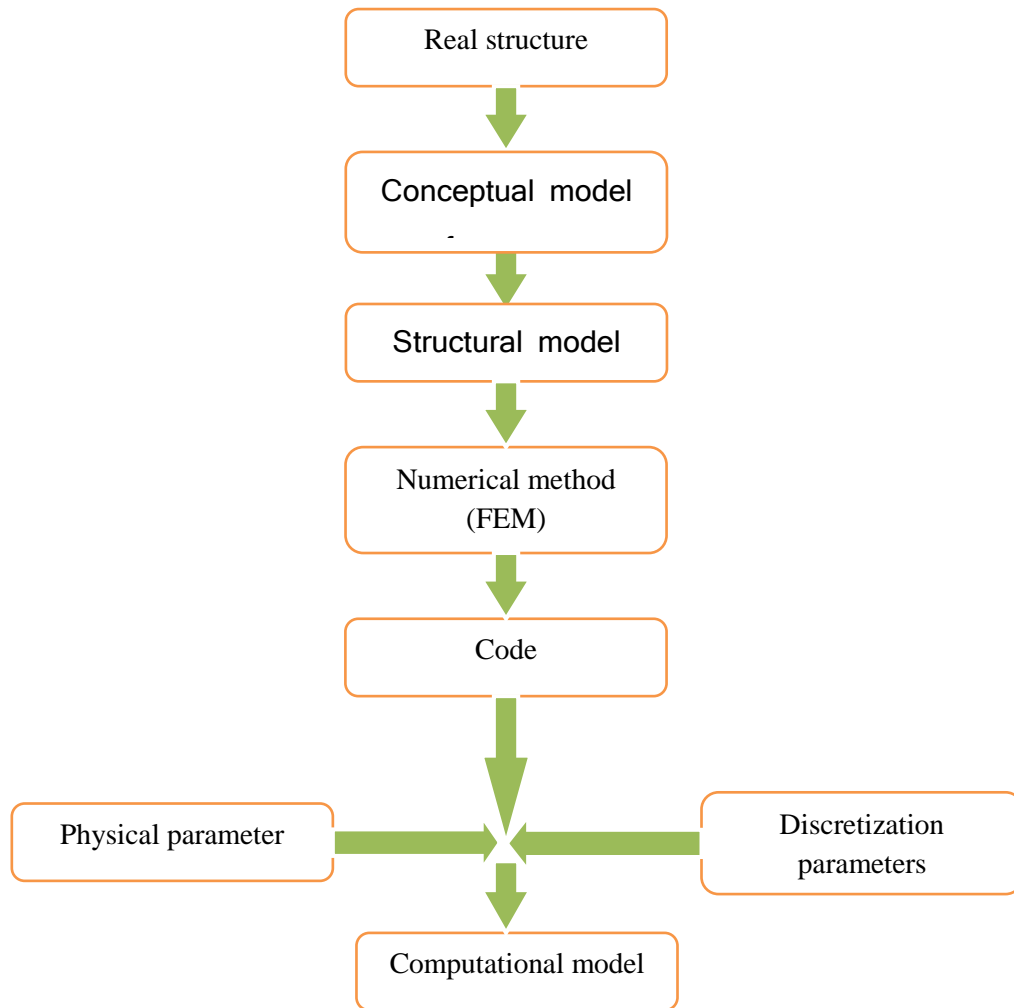 Real structure
Conceptual model
Structural model
Numerical method
(FEM)
Code
Physical parameter
Discretization
parameters
Computational model